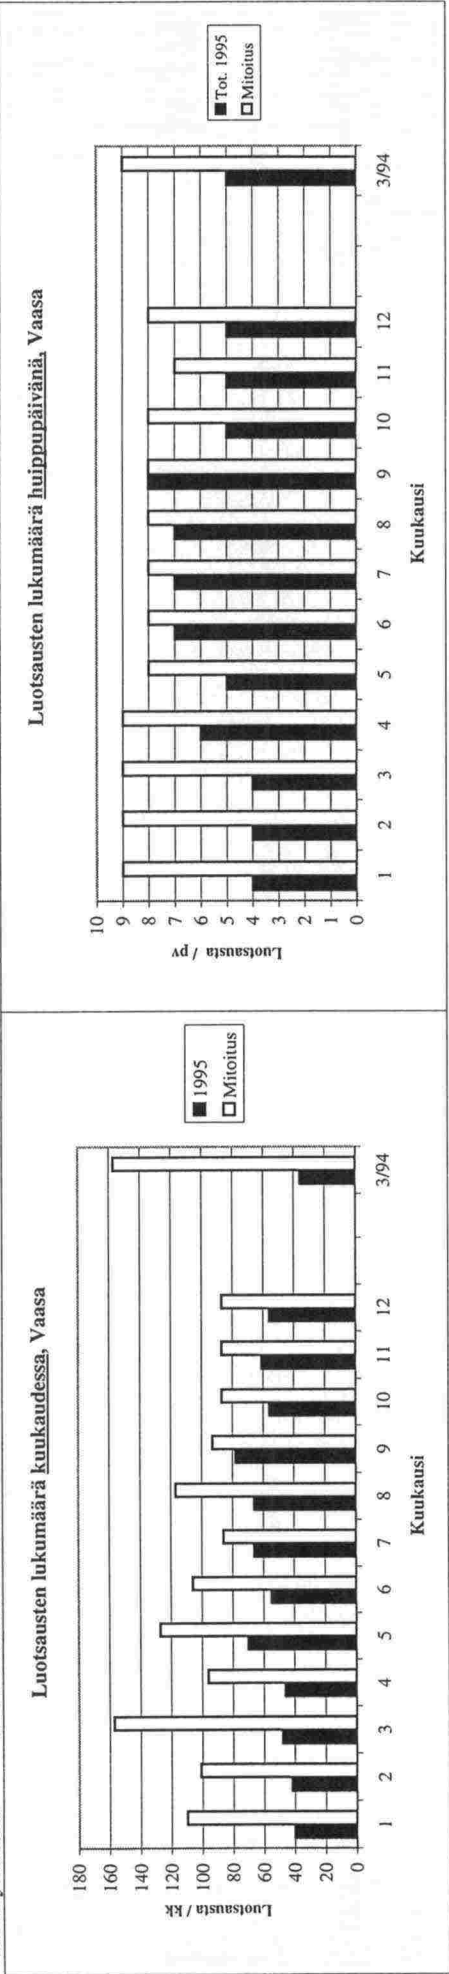 Luotsausten lukumäärä kuukaudessa, Vaasa
Luotsausta / kk
180
160
140
120
100
80
60
40
20
0
1 2 3 4 5 6 7 8 9 10 11 12 3/94
Kuukausi
1995
Mitoitus
Luotsausten lukumäärä huippupäivänä, Vaasa
Luotsausta / pv
10
9
8
7
6
5
4
3
2
1
0
1 2 3 4 5 6 7 8 9 10 11 12 3/94
Kuukausi
Tot. 1995
Mitoitus